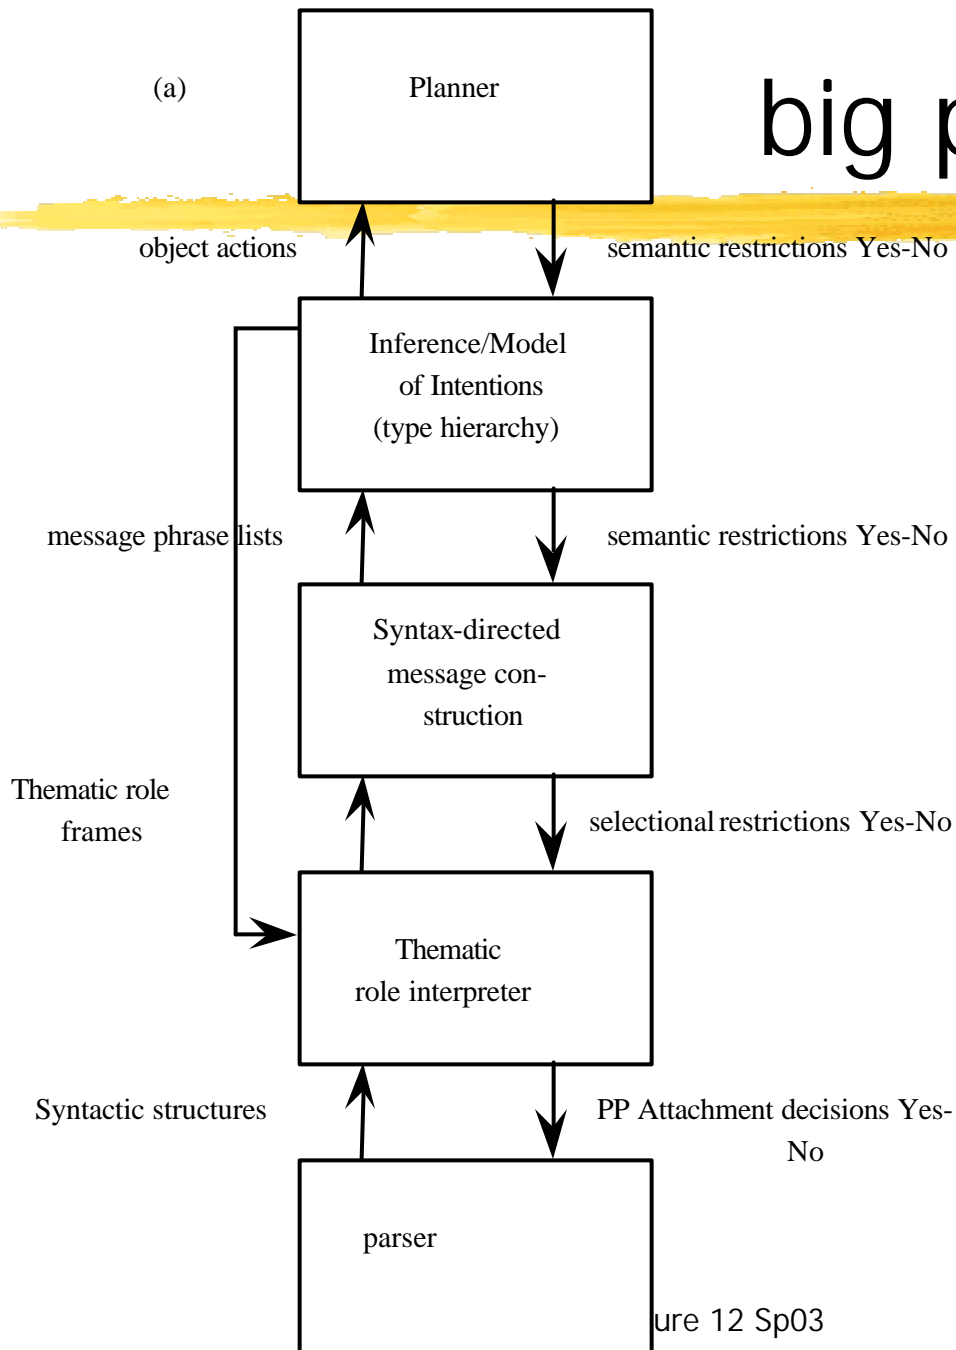 (a)
Planner
big p
object actions
semantic restrictions Yes-No
Inference/Model
of Intentions
(type hierarchy)
message phrase lists
semantic restrictions Yes-No
Syntax-directed
message con-
struction
Thematic role
frames
selectional restrictions Yes-No
Thematic
role interpreter
Syntactic structures
PP Attachment decisions Yes-
No
parser
ure 12 Sp03